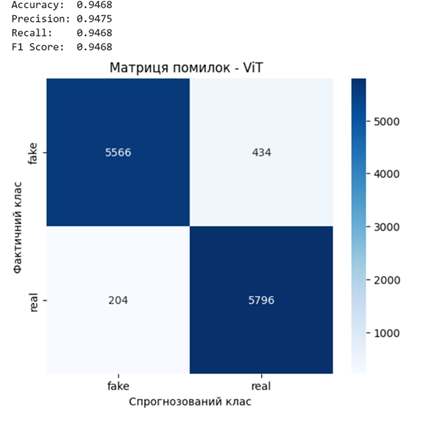 Accuracy: 0.9468
Precision: 0.9475
Recall: 0.9468
F1 Score: 0.9468
Матриця помилок - ViT
Фактичний клас
fake
5566
434
real
204
5796
fake
real
Спрогнозований клас
5000
4000
3000
2000
1000